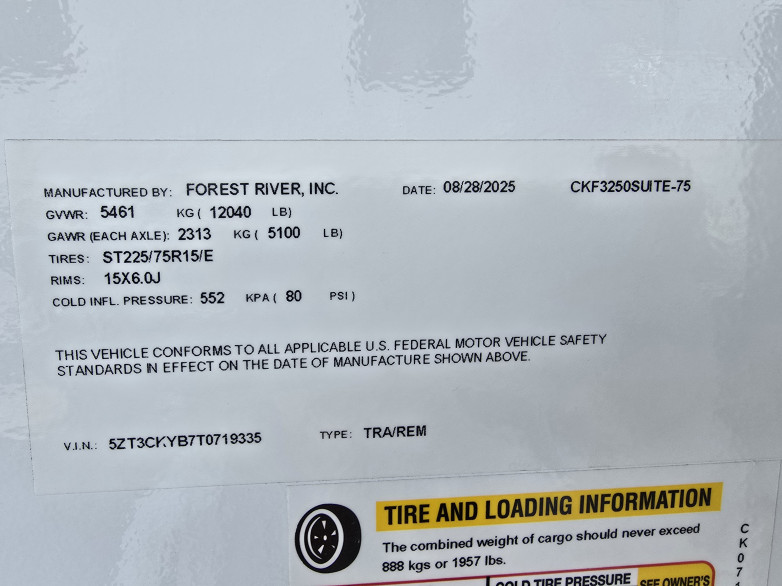 MANUFACTURED BY: FOREST RIVER, INC. DATE: 08/28/2025 CKF3250SUITE-75
GVWR: 5461 KG ( 12040 LB)
GAWR (EACH AXLE): 2313 KG ( 5100 LB)
TIRES: ST225/75R15/E
RIMS: 15X6.0J
COLD INFL. PRESSURE: 552 KPA ( 80 PSI )
THIS VEHICLE CONFORMS TO ALL APPLICABLE U.S. FEDERAL MOTOR VEHICLE SAFETY
STANDARDS IN EFFECT ON THE DATE OF MANUFACTURE SHOWN ABOVE.
V.I.N.: 5ZT3CKYB7T0719335 TYPE: TRA/REM
TIRE AND LOADING INFORMATION
The combined weight of cargo should never exceed
888 kgs or 1957 lbs.
COLD TIRE PRESSURE
SEE OWNER'S
CK07